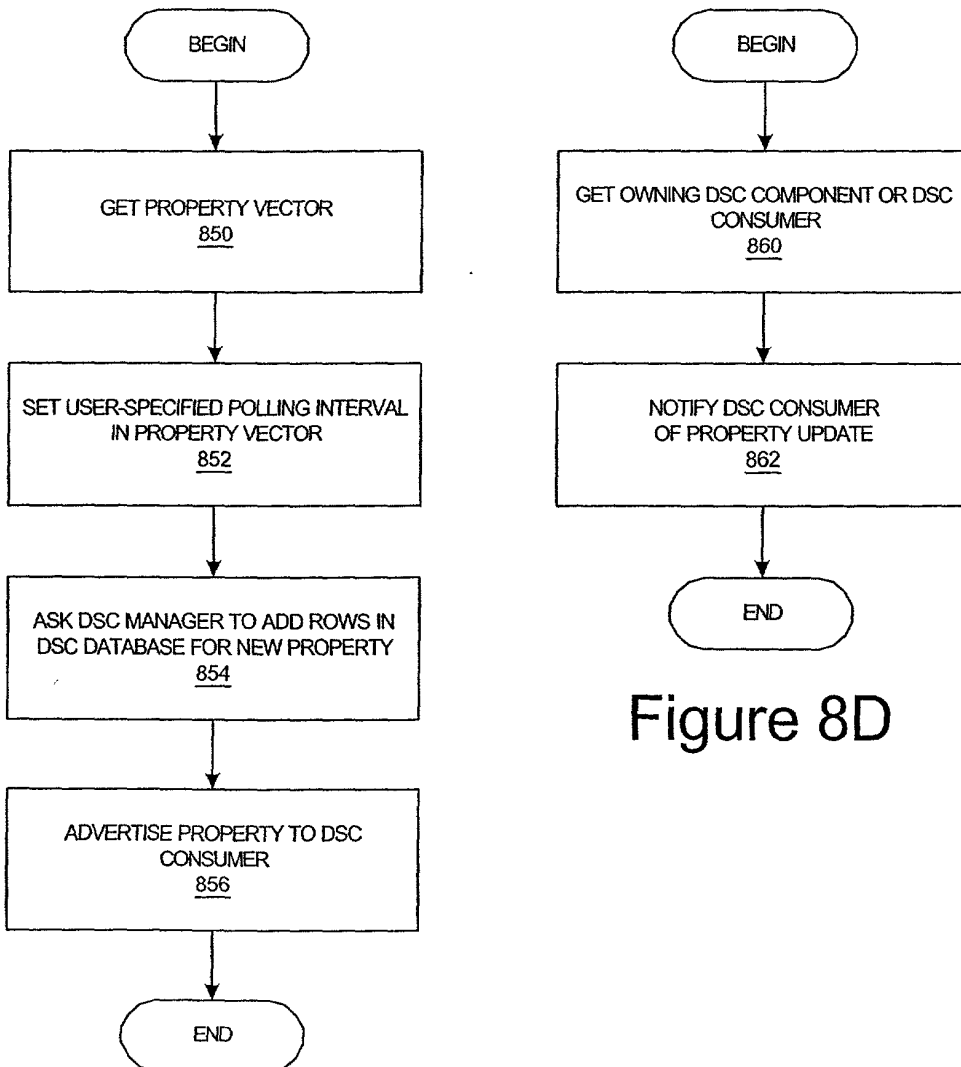 BEGIN
GET PROPERTY VECTOR
850
SET USER-SPECIFIED POLLING INTERVAL
IN PROPERTY VECTOR
852
ASK DSC MANAGER TO ADD ROWS IN
DSC DATABASE FOR NEW PROPERTY
854
ADVERTISE PROPERTY TO DSC
CONSUMER
856
END
BEGIN
GET OWNING DSC COMPONENT OR DSC
CONSUMER
860
NOTIFY DSC CONSUMER
OF PROPERTY UPDATE
862
END
Figure 8D